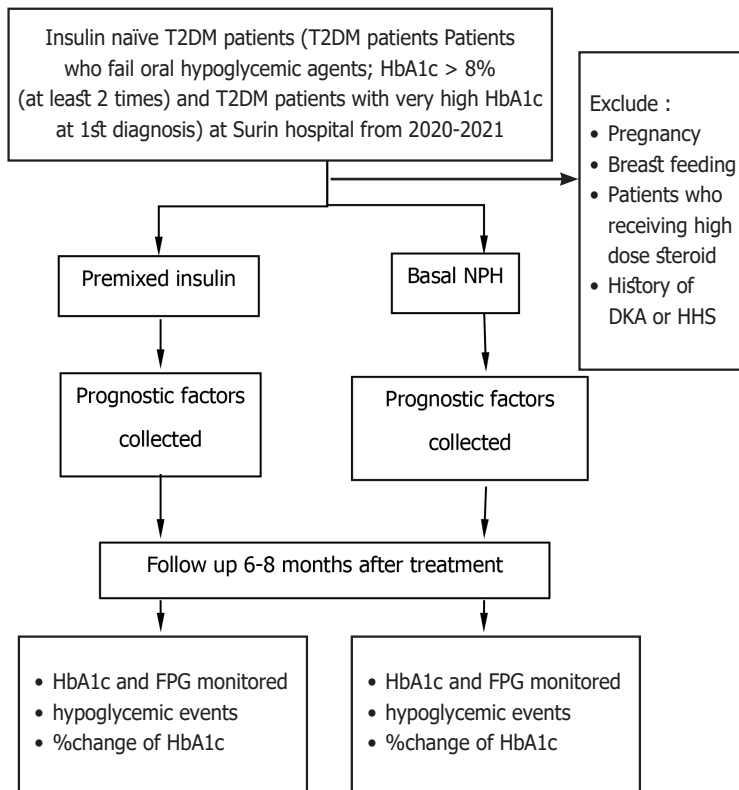 Insulin naïve T2DM patients (T2DM patients Patients
who fail oral hypoglycemic agents; HbA1c > 8%
(at least 2 times) and T2DM patients with very high HbA1c
at 1st diagnosis) at Surin hospital from 2020-2021
Exclude :
• Pregnancy
• Breast feeding
• Patients who
receiving high
dose steroid
• History of
DKA or HHS
Premixed insulin
Basal NPH
Prognostic factors
collected
Prognostic factors
collected
Follow up 6-8 months after treatment
• HbA1c and FPG monitored
• hypoglycemic events
• %change of HbA1c
• HbA1c and FPG monitored
• hypoglycemic events
• %change of HbA1c